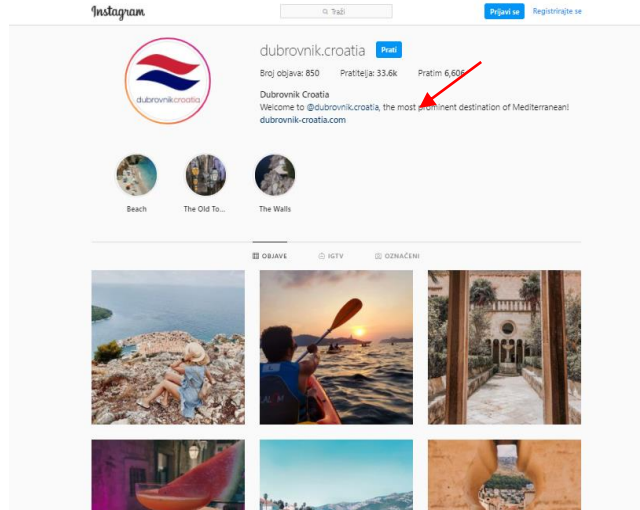 Instagram
Traži
Prijavi se Registrirajte se
dubrovnikcroatia
dubrovnik.croatia Prati
Broj objava: 850 Pratitelja: 33.6k Pratim 6,606
Dubrovnik Croatia
Welcome to @dubrovnik.croatia, the most prominent destination of Mediterranean!
dubrovnik-croatia.com
Beach The Old To... The Walls
OBJAVE IGTV OZNAČENI